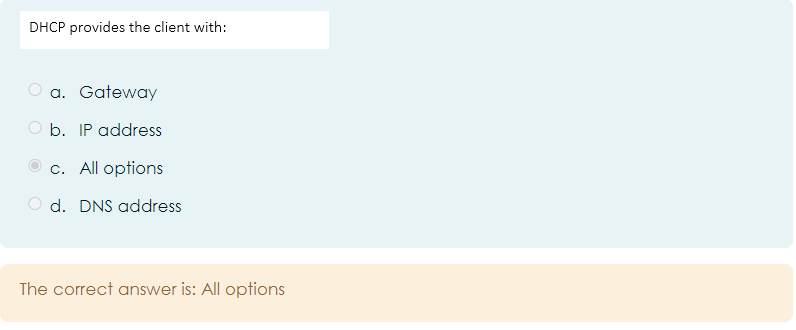 DHCP provides the client with:
a. Gateway
b. IP address
c. All options
d. DNS address
The correct answer is: All options